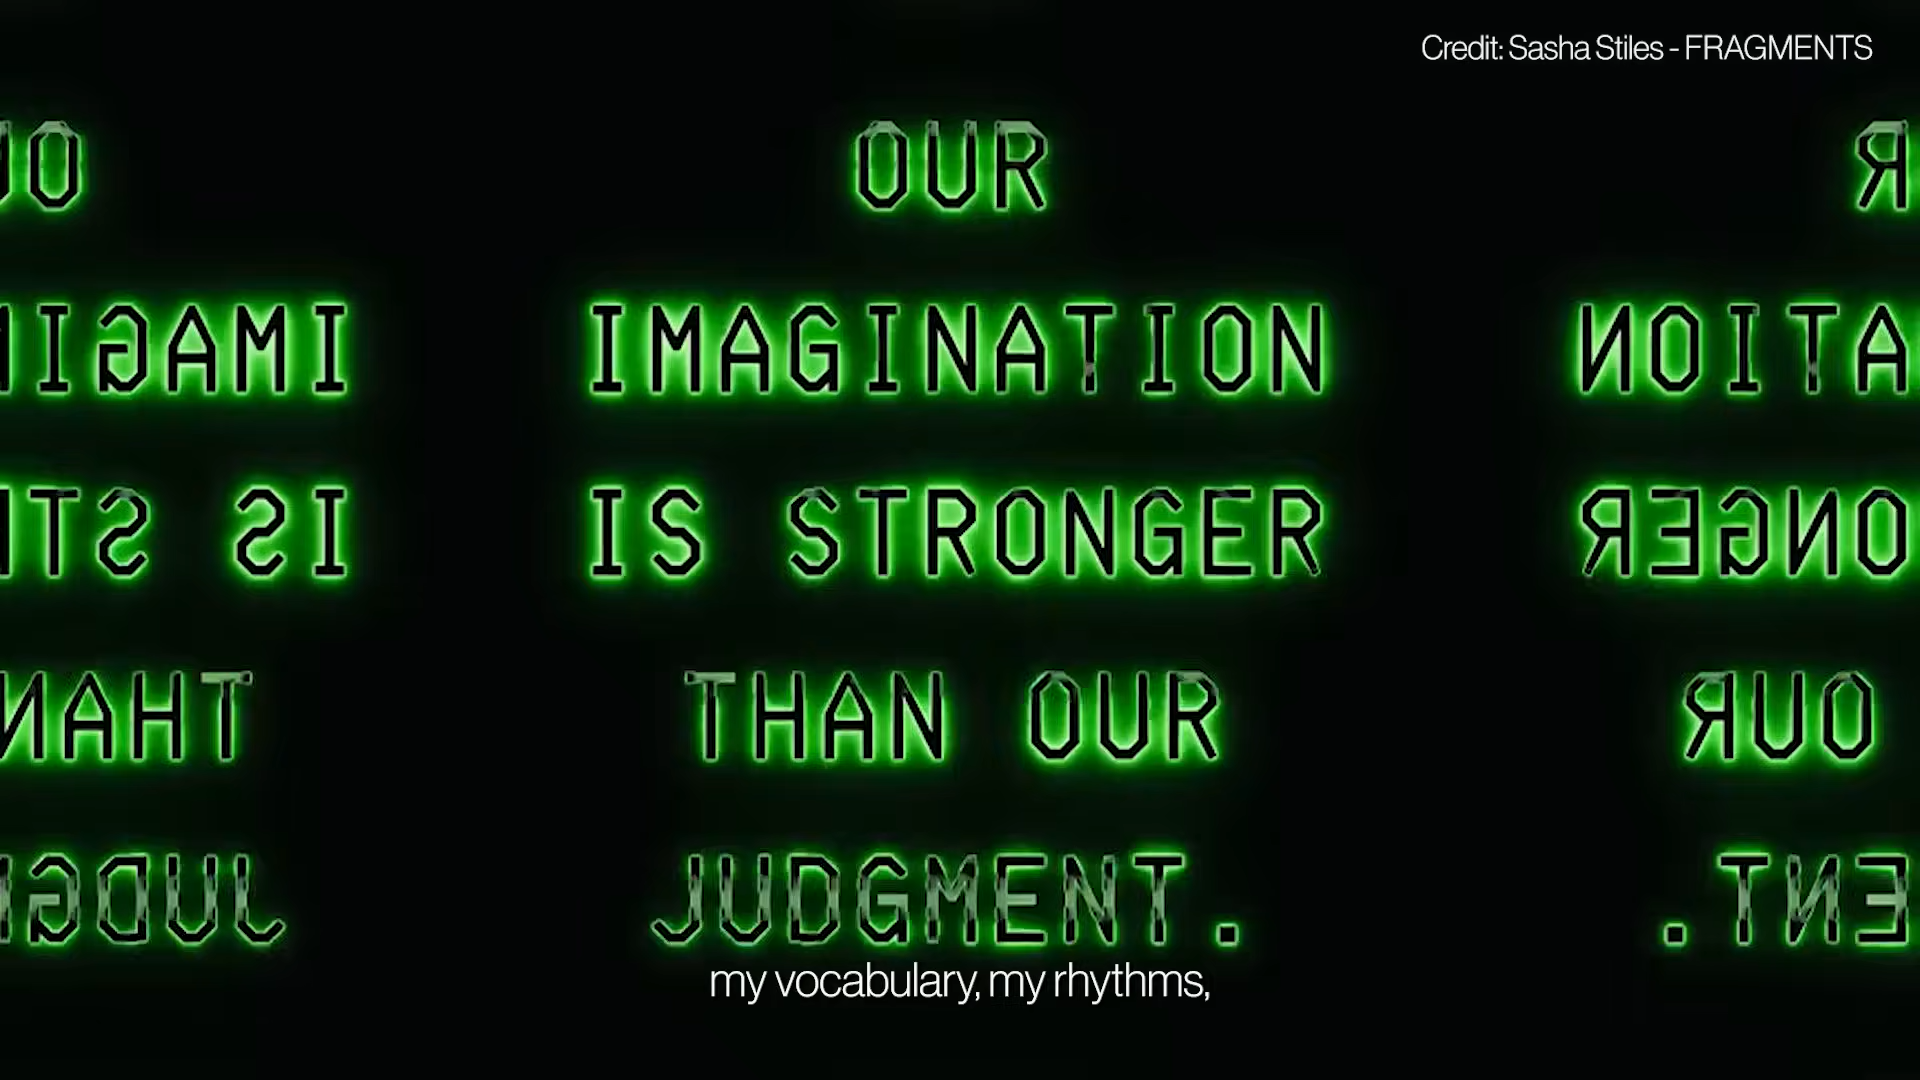 Credit: Sasha Stiles - FRAGMENTS
OUR
IMAGINATION
IS STRONGER
THAN OUR
JUDGMENT.
my vocabulary, my rhythms,